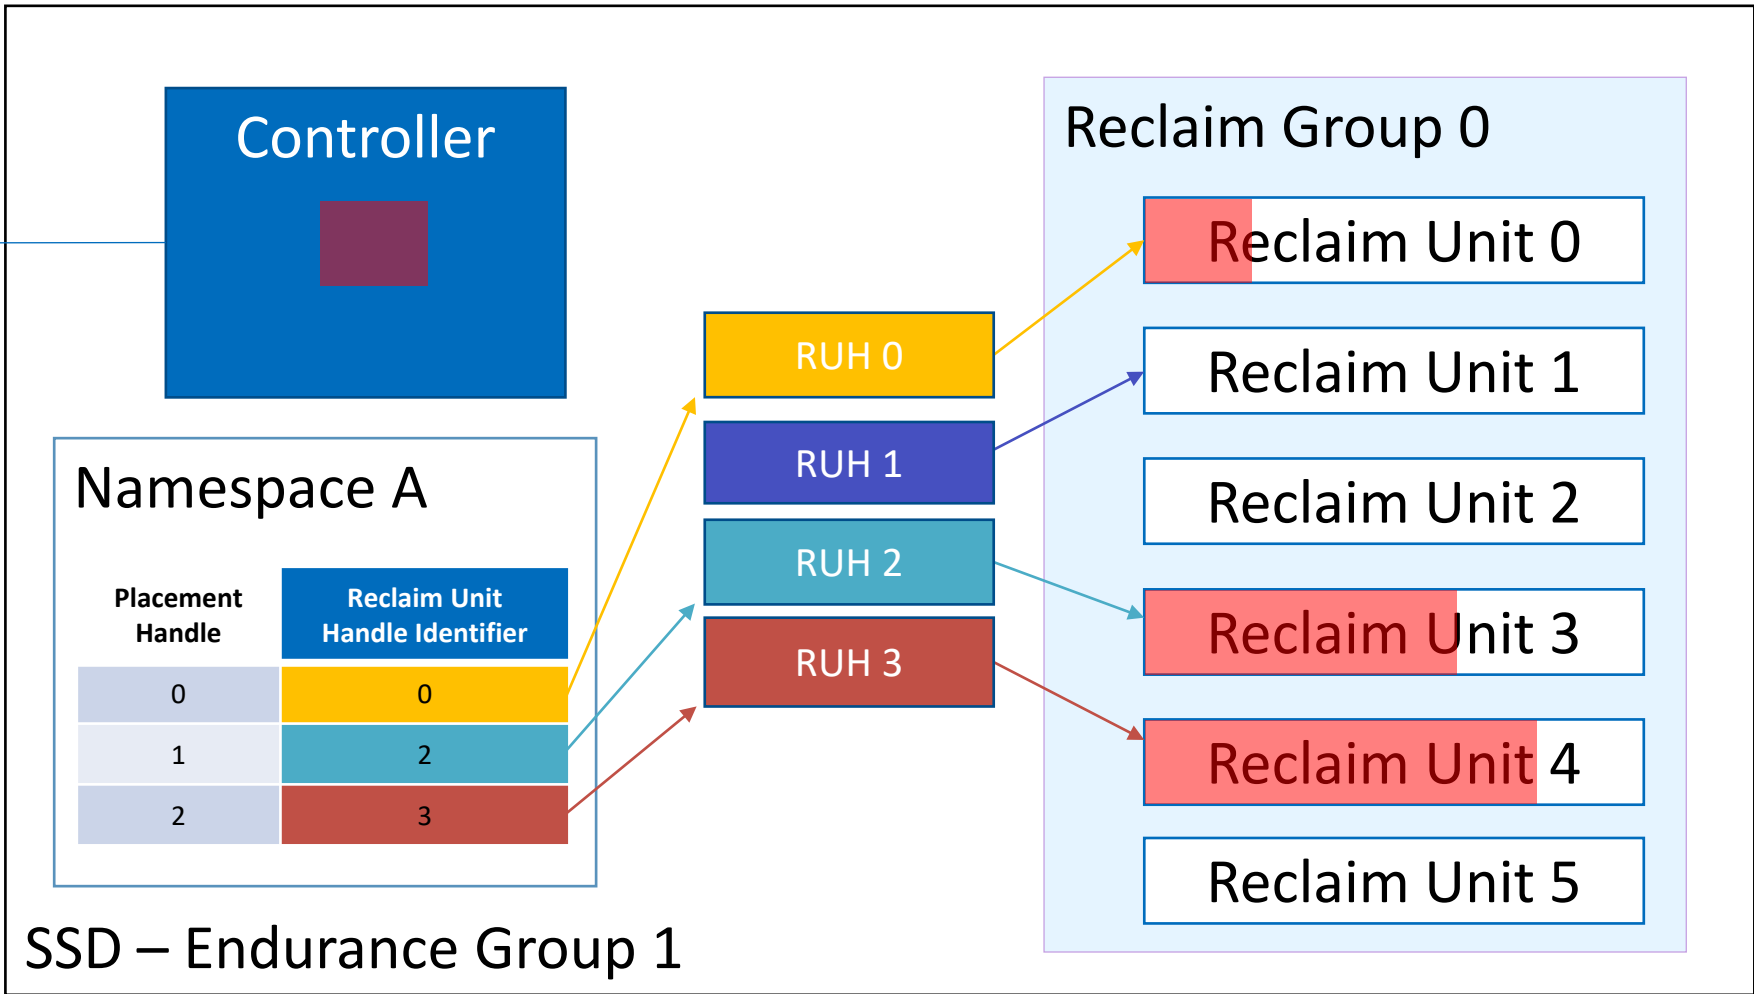 Controller
Reclaim Group 0
Reclaim Unit 0
Reclaim Unit 1
Reclaim Unit 2
Reclaim Unit 3
Reclaim Unit 4
Reclaim Unit 5
RUH 0
RUH 1
RUH 2
RUH 3
Namespace A
Placement
Handle
Reclaim Unit
Handle Identifier
0 0
1 2
2 3
SSD – Endurance Group 1